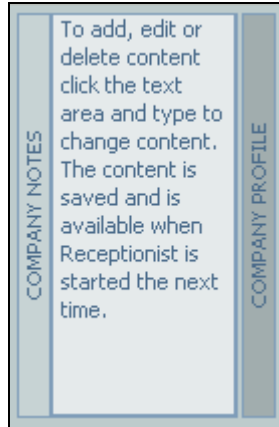 COMPANY NOTES
To add, edit or
delete content
click the text
area and type to
change content.
The content is
saved and is
available when
Receptionist is
started the next
time.
COMPANY PROFILE